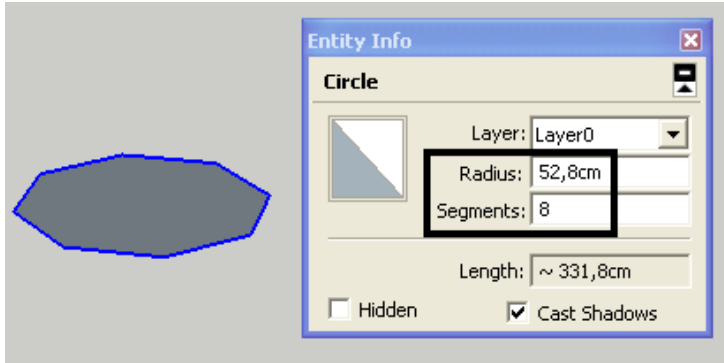 Entity Info
Circle
Layer: Layer0
Radius: 52,8cm
Segments: 8
Length: ~ 331,8cm
Hidden Cast Shadows